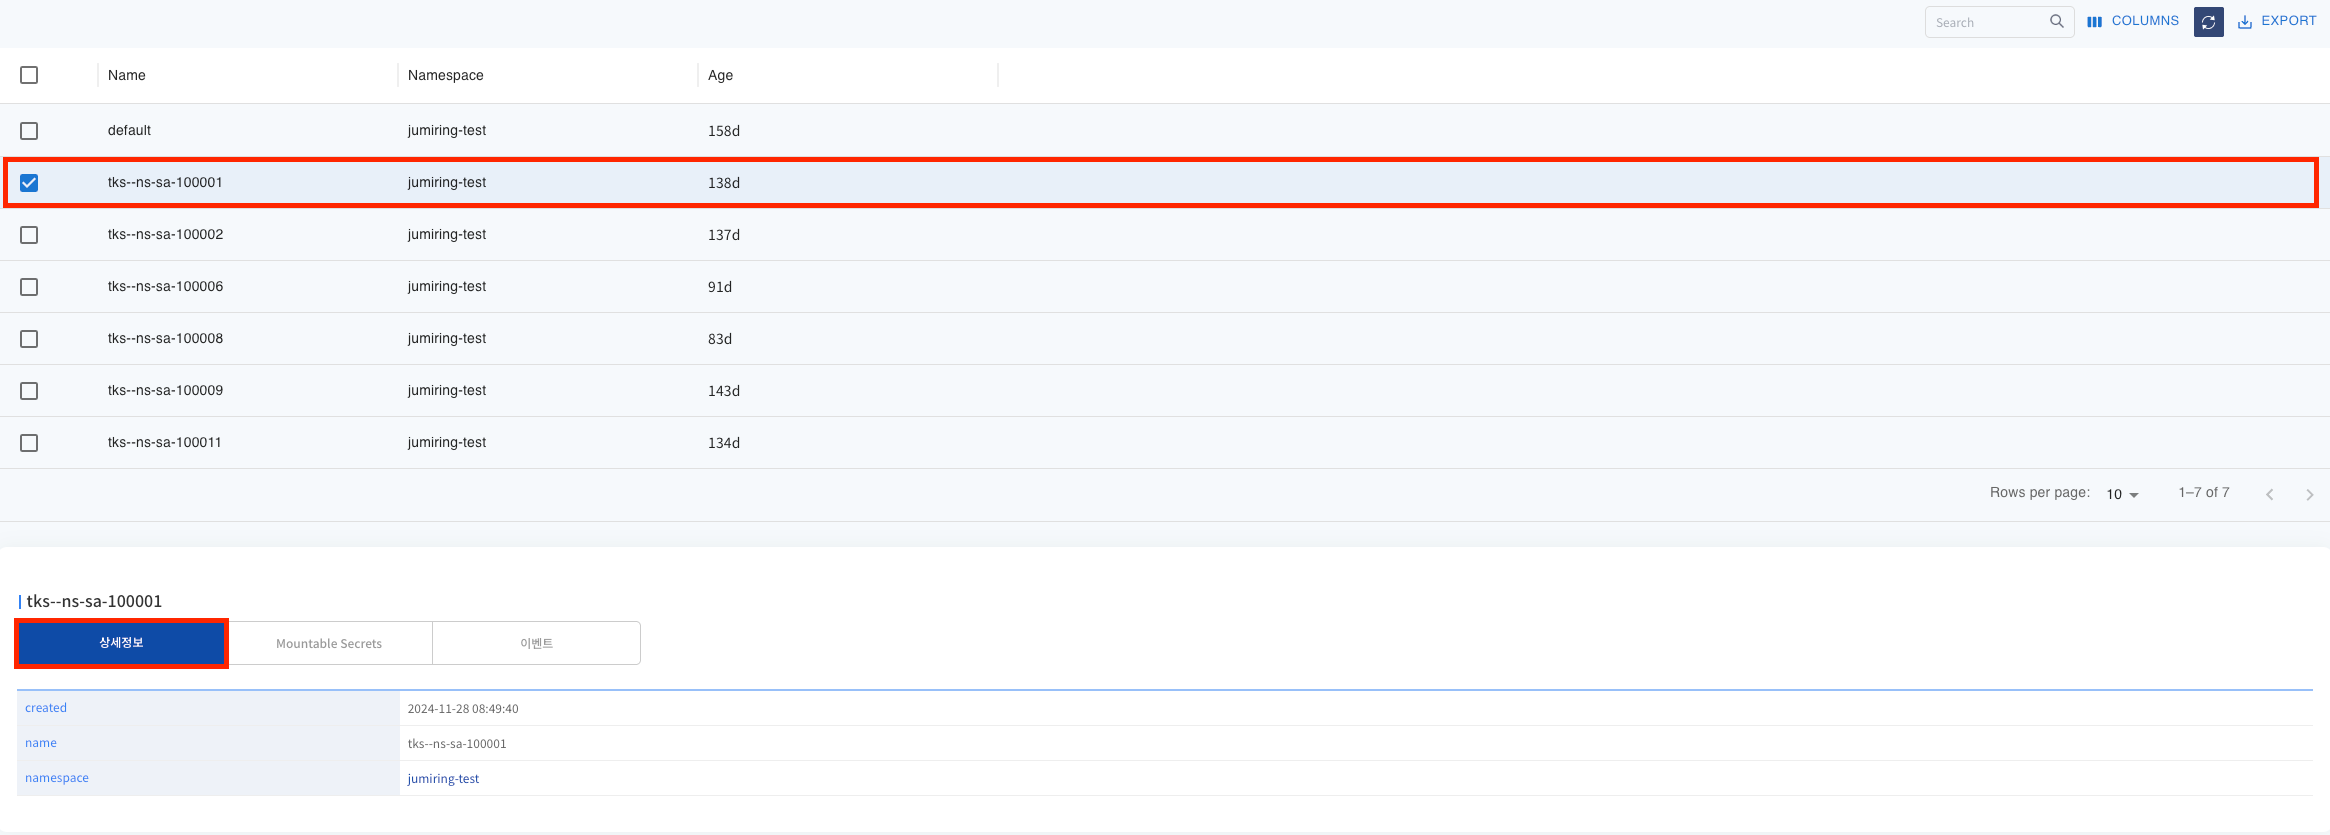 Search COLUMNS EXPORT
Name Namespace Age
default jumiring-test 158d
tks--ns-sa-100001 jumiring-test 138d
tks--ns-sa-100002 jumiring-test 137d
tks--ns-sa-100006 jumiring-test 91d
tks--ns-sa-100008 jumiring-test 83d
tks--ns-sa-100009 jumiring-test 143d
tks--ns-sa-100011 jumiring-test 134d
Rows per page: 10 1–7 of 7
tks--ns-sa-100001
상세정보 Mountable Secrets 이벤트
created 2024-11-28 08:49:40
name tks--ns-sa-100001
namespace jumiring-test